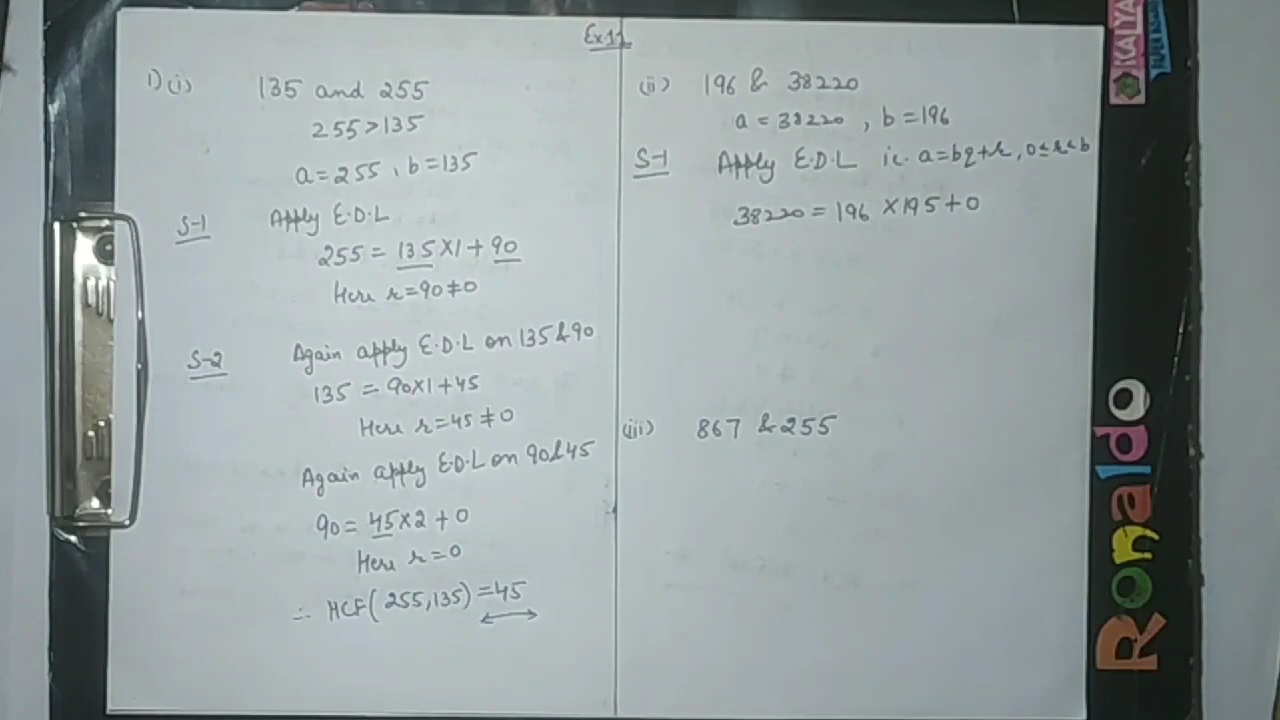 Ex 1.1
1) (i) 135 and 255
255 > 135
a = 255, b = 135
S-1 Apply E.D.L
255 = 135 X 1 + 90
Here r = 90 ≠ 0
S-2 Again apply E.D.L on 135 & 90
135 = 90 X 1 + 45
Here r = 45 ≠ 0
Again apply E.D.L on 90 & 45
90 = 45 X 2 + 0
Here r = 0
∴ HCF (255, 135) = 45
(ii) 196 & 38220
a = 38220, b = 196
S-1 Apply E.D.L i.e. a = bq + r, 0 ≤ r < b
38220 = 196 X 195 + 0
(iii) 867 & 255
Ronaldo